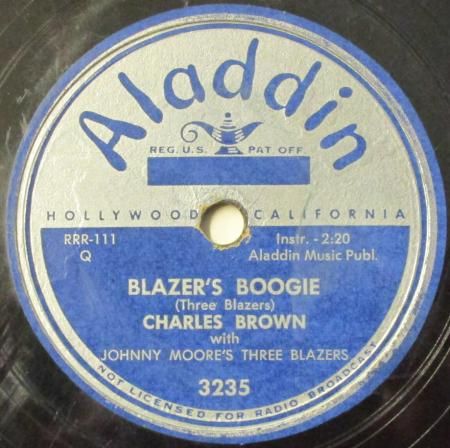 Aladdin
REG. U.S. PAT OFF.
HOLLYWOOD CALIFORNIA
RRR-111
Q
Instr. - 2:20
Aladdin Music Publ.
BLAZER'S BOOGIE
(Three Blazers)
CHARLES BROWN
with
JOHNNY MOORE'S THREE BLAZERS
3235
NOT LICENSED FOR RADIO BROADCAST